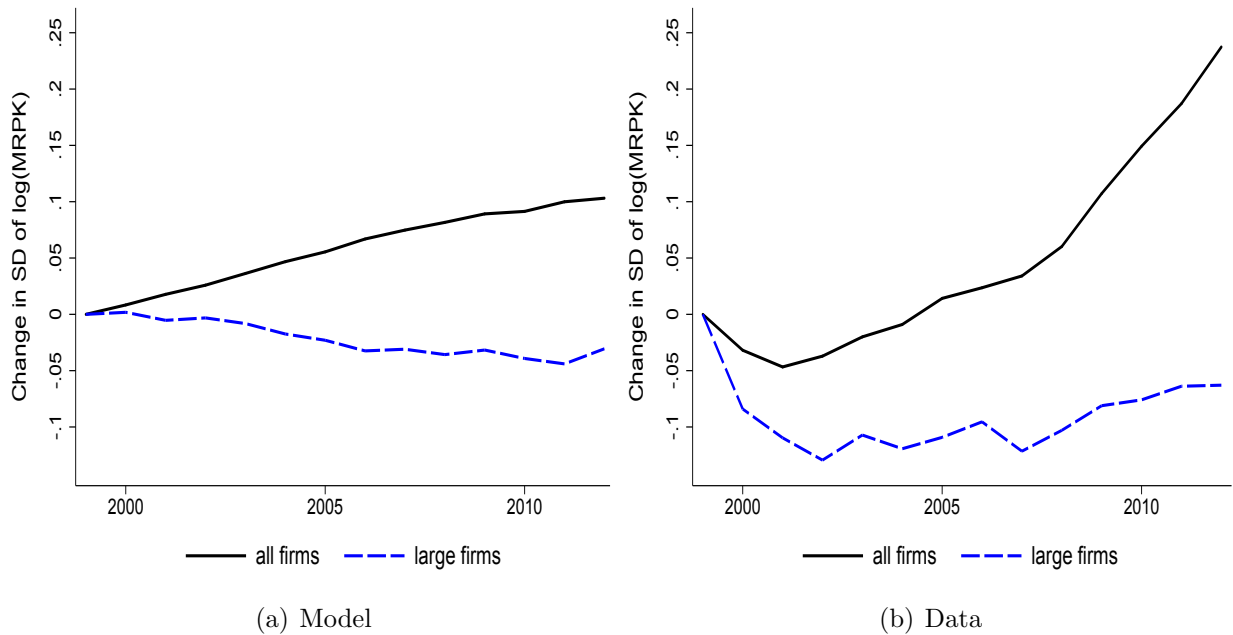 Change in SD of log(MRPK)
.25
.2
.15
.1
.05
0
-.05
-.1
2000 2005 2010
all firms large firms
(a) Model
Change in SD of log(MRPK)
.25
.2
.15
.1
.05
0
-.05
-.1
2000 2005 2010
all firms large firms
(b) Data